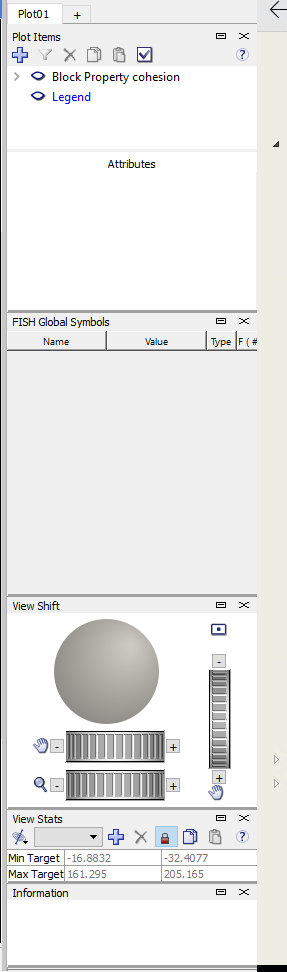 Plot01 +
Plot Items
?
Block Property cohesion
Legend
Attributes
FISH Global Symbols
Name Value Type F ( #
View Shift
-
- +
+
- +
View Stats
?
Min Target -16.8832 -32.4077
Max Target 161.295 205.165
Information